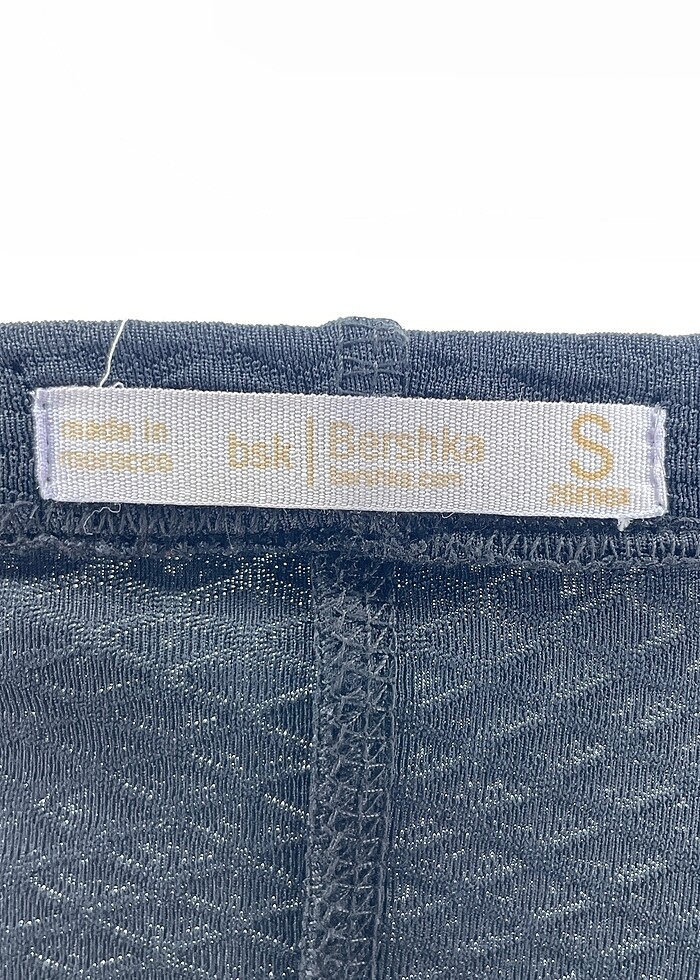 made in
morocco
bsk | Bershka
bershka.com
S